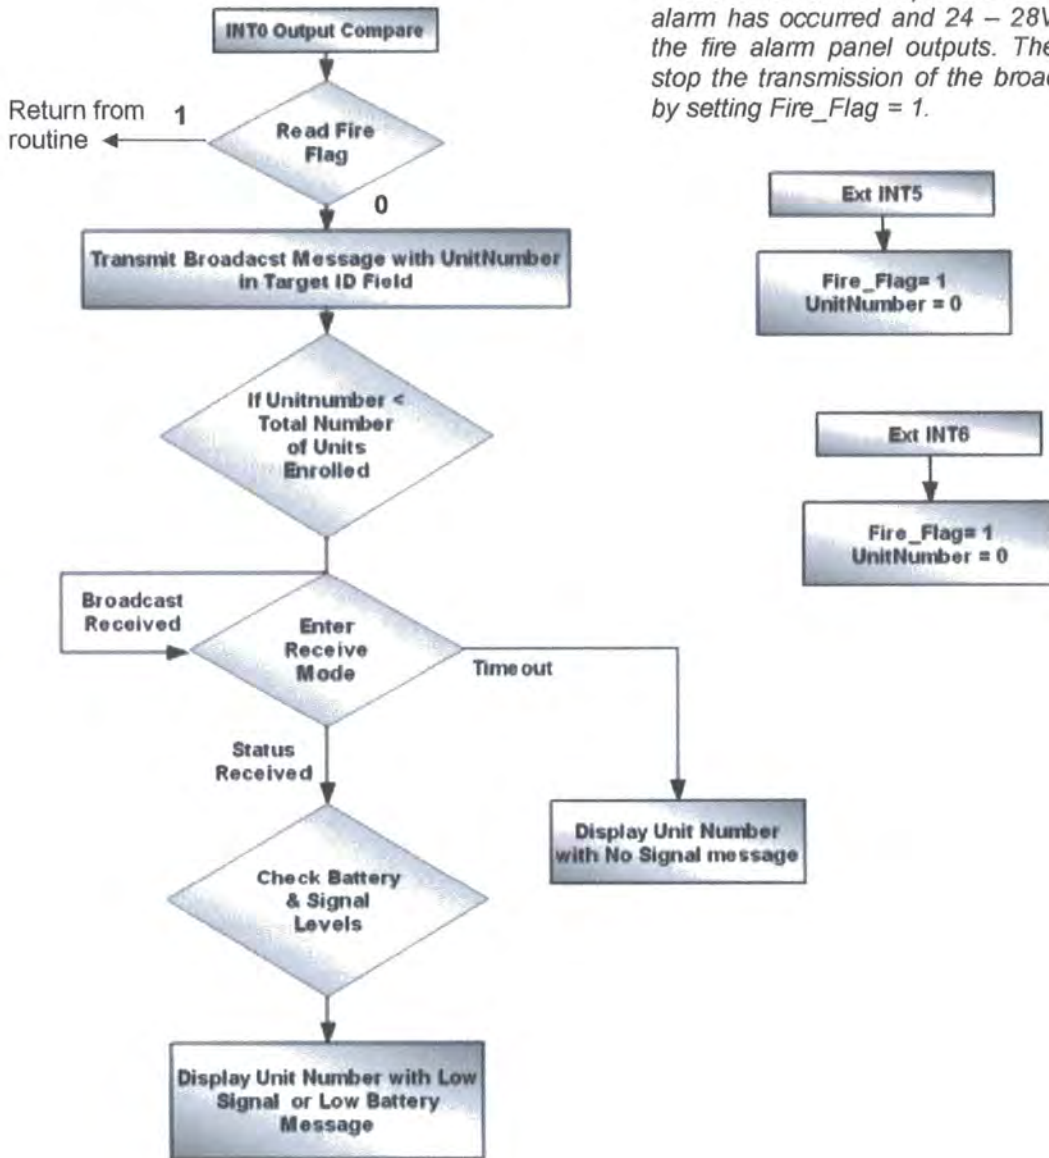 alarm has occurred and 24 – 28V
the fire alarm panel outputs. The
stop the transmission of the broad
by setting Fire_Flag = 1.
INT0 Output Compare
Return from
routine
1
Read Fire
Flag
0
Transmit Broadacst Message with UnitNumber
in Target ID Field
If Unitnumber <
Total Number
of Units
Enrolled
Broadcast
Received
Enter
Receive
Mode
Timeout
Status
Received
Check Battery
& Signal
Levels
Display Unit Number
with No Signal message
Display Unit Number with Low
Signal or Low Battery
Message
Ext INT5
Fire_Flag= 1
UnitNumber = 0
Ext INT6
Fire_Flag= 1
UnitNumber = 0